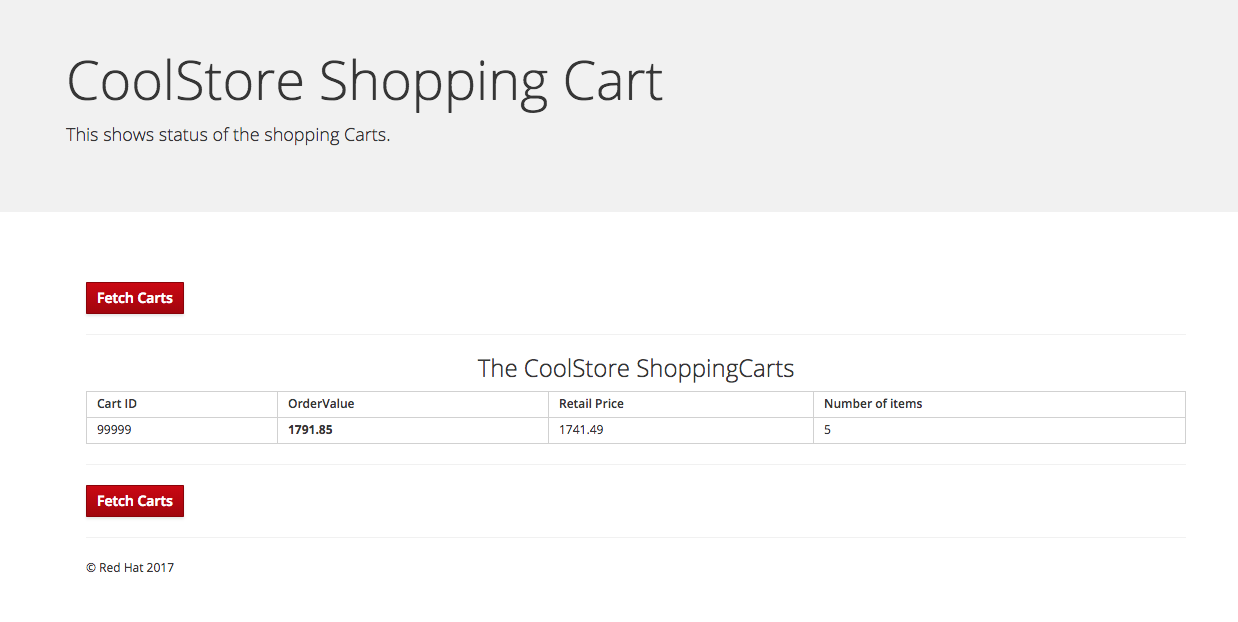 CoolStore Shopping Cart
This shows status of the shopping Carts.
Fetch Carts
The CoolStore ShoppingCarts
Cart ID OrderValue Retail Price Number of items
99999 1791.85 1741.49 5
Fetch Carts
© Red Hat 2017